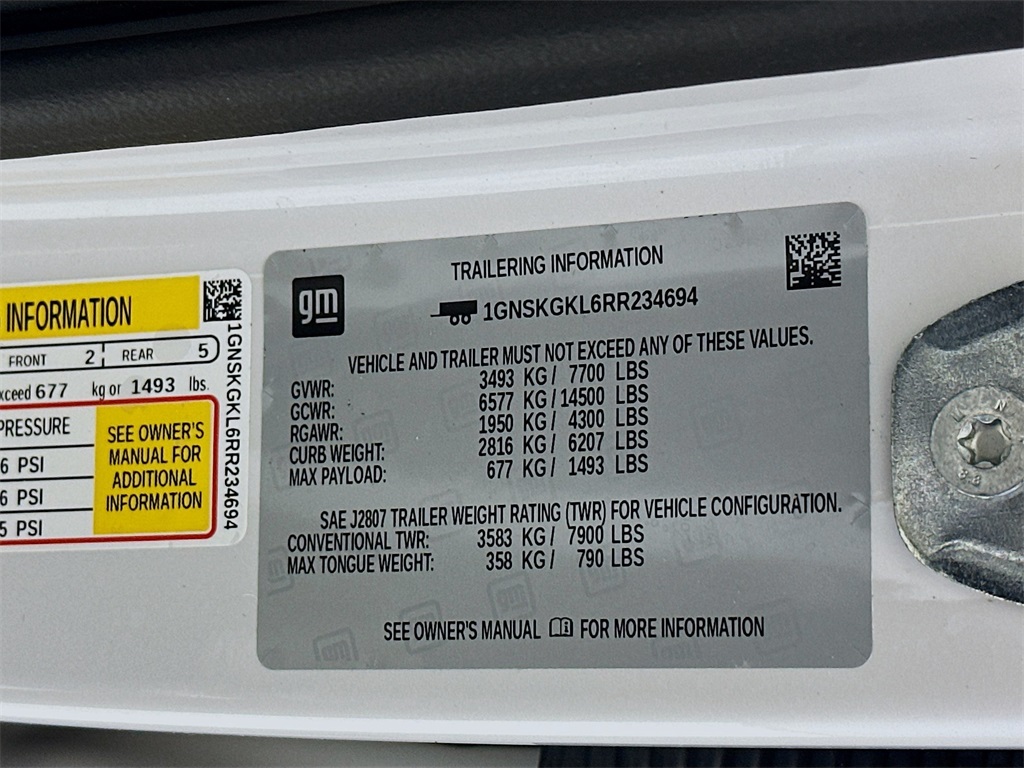 INFORMATION
FRONT 2 REAR 5
exceed 677 kg or 1493 lbs.
PRESSURE
6 PSI
6 PSI
5 PSI
SEE OWNER'S
MANUAL FOR
ADDITIONAL
INFORMATION
1GNSKGKL6RR234694
gm
TRAILERING INFORMATION
1GNSKGKL6RR234694
VEHICLE AND TRAILER MUST NOT EXCEED ANY OF THESE VALUES.
GVWR: 3493 KG / 7700 LBS
GCWR: 6577 KG / 14500 LBS
RGAWR: 1950 KG / 4300 LBS
CURB WEIGHT: 2816 KG / 6207 LBS
MAX PAYLOAD: 677 KG / 1493 LBS
SAE J2807 TRAILER WEIGHT RATING (TWR) FOR VEHICLE CONFIGURATION.
CONVENTIONAL TWR: 3583 KG / 7900 LBS
MAX TONGUE WEIGHT: 358 KG / 790 LBS
SEE OWNER'S MANUAL FOR MORE INFORMATION